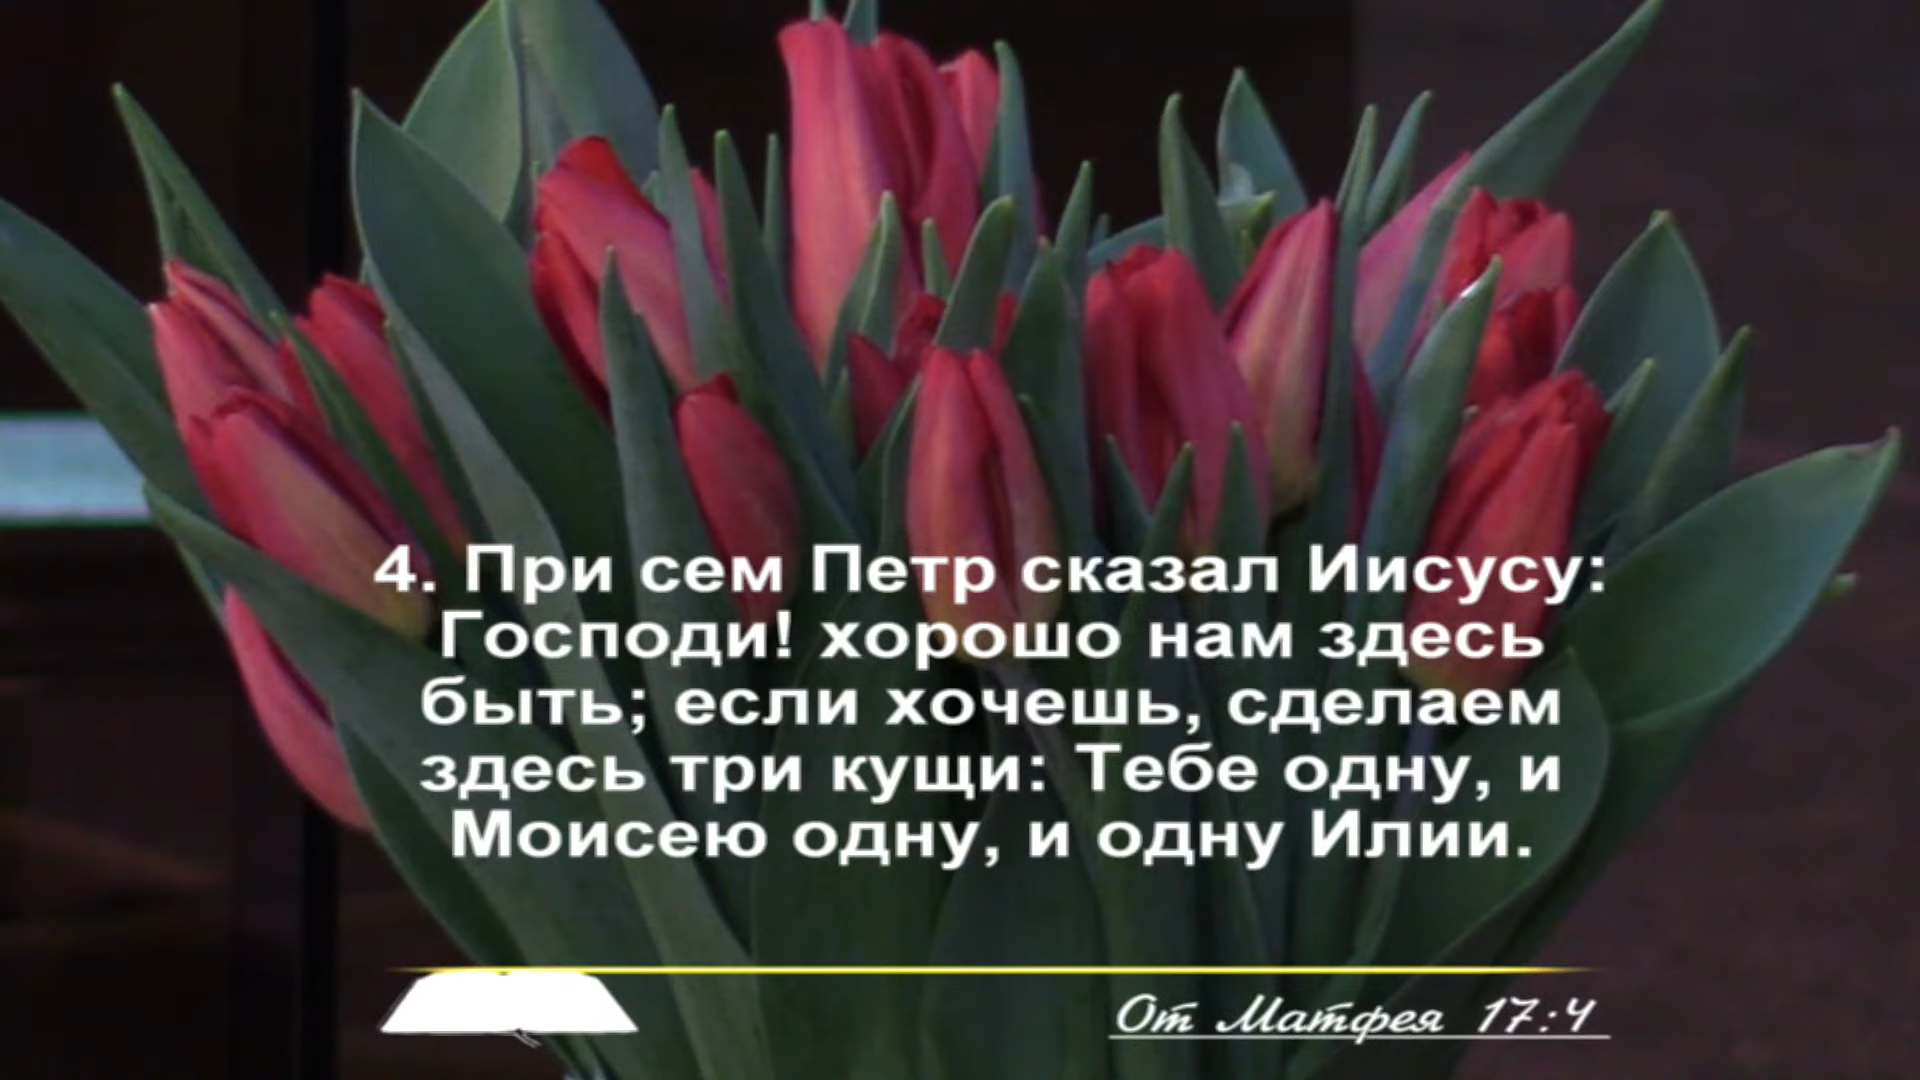 4. При сем Петр сказал Иисусу:
Господи! хорошо нам здесь
быть; если хочешь, сделаем
здесь три кущи: Тебе одну, и
Моисею одну, и одну Илии.
От Матфея 17:4